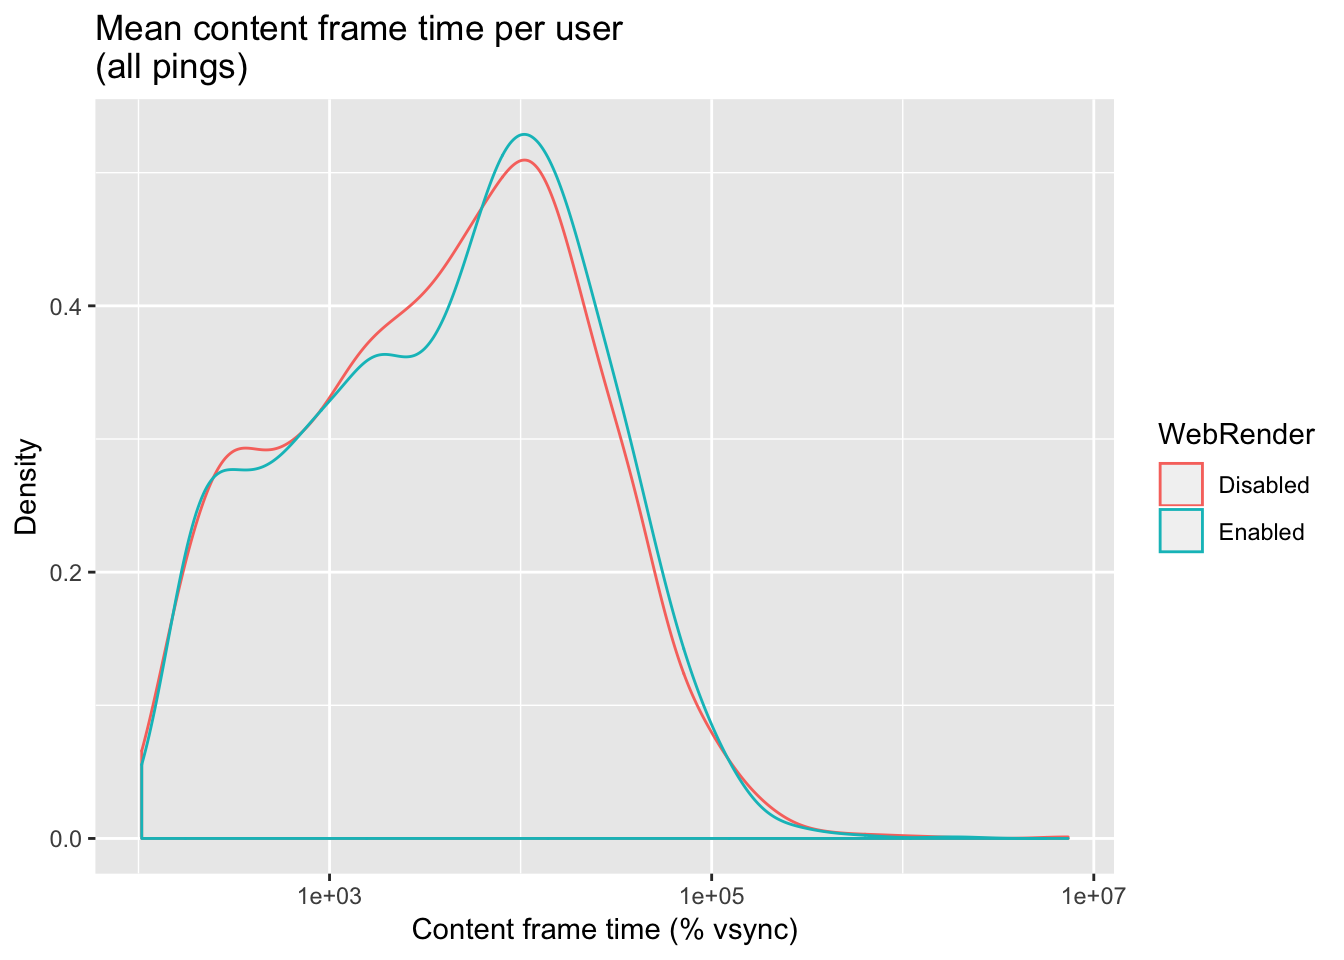 Mean content frame time per user
(all pings)
Density
0.4
0.2
0.0
1e+03
1e+05
1e+07
Content frame time (% vsync)
WebRender
Disabled
Enabled